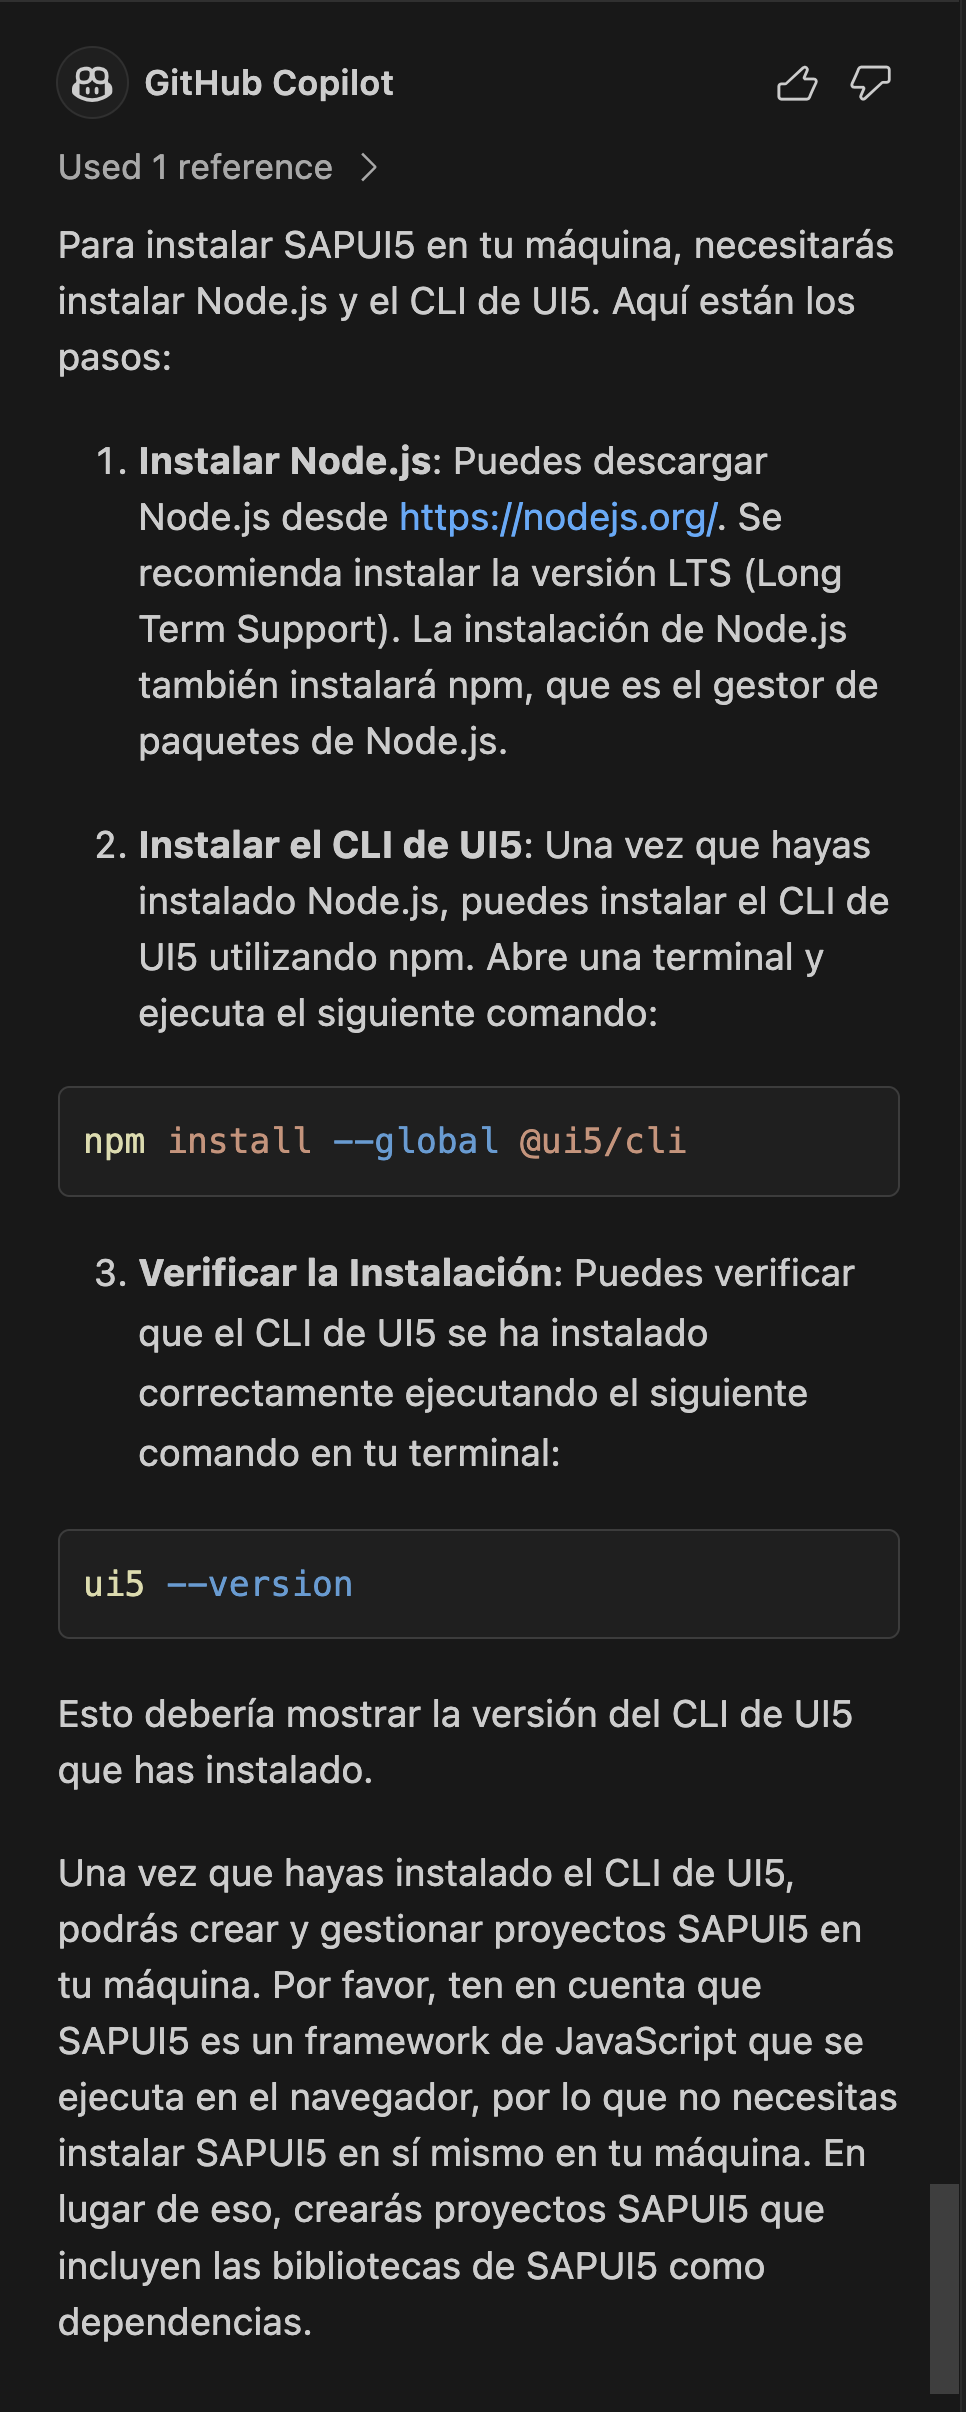 GitHub Copilot
Used 1 reference
Para instalar SAPUI5 en tu máquina, necesitarás
instalar Node.js y el CLI de UI5. Aquí están los
pasos:
1. Instalar Node.js: Puedes descargar
Node.js desde https://nodejs.org/. Se
recomienda instalar la versión LTS (Long
Term Support). La instalación de Node.js
también instalará npm, que es el gestor de
paquetes de Node.js.
2. Instalar el CLI de UI5: Una vez que hayas
instalado Node.js, puedes instalar el CLI de
UI5 utilizando npm. Abre una terminal y
ejecuta el siguiente comando:
npm install --global @ui5/cli
3. Verificar la Instalación: Puedes verificar
que el CLI de UI5 se ha instalado
correctamente ejecutando el siguiente
comando en tu terminal:
ui5 --version
Esto debería mostrar la versión del CLI de UI5
que has instalado.
Una vez que hayas instalado el CLI de UI5,
podrás crear y gestionar proyectos SAPUI5 en
tu máquina. Por favor, ten en cuenta que
SAPUI5 es un framework de JavaScript que se
ejecuta en el navegador, por lo que no necesitas
instalar SAPUI5 en sí mismo en tu máquina. En
lugar de eso, crearás proyectos SAPUI5 que
incluyen las bibliotecas de SAPUI5 como
dependencias.